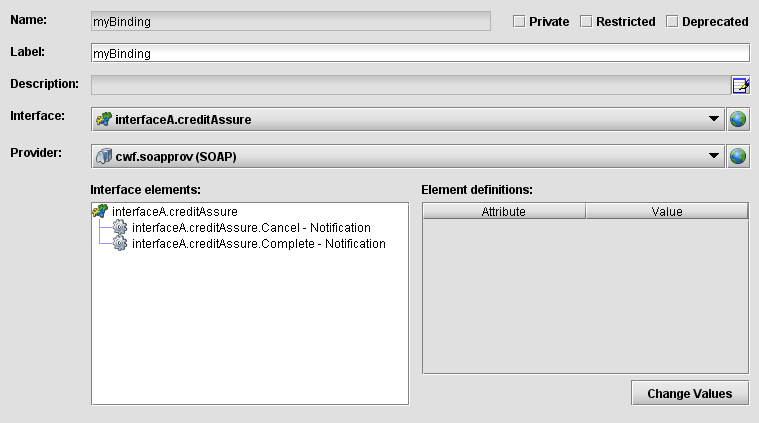 Name: myBinding Private Restricted Deprecated
Label: myBinding
Description:
Interface: interfaceA.creditAssure
Provider: cwf.soapprov (SOAP)
Interface elements: Element definitions:
interfaceA.creditAssure Attribute Value
interfaceA.creditAssure.Cancel - Notification
interfaceA.creditAssure.Complete - Notification
Change Values